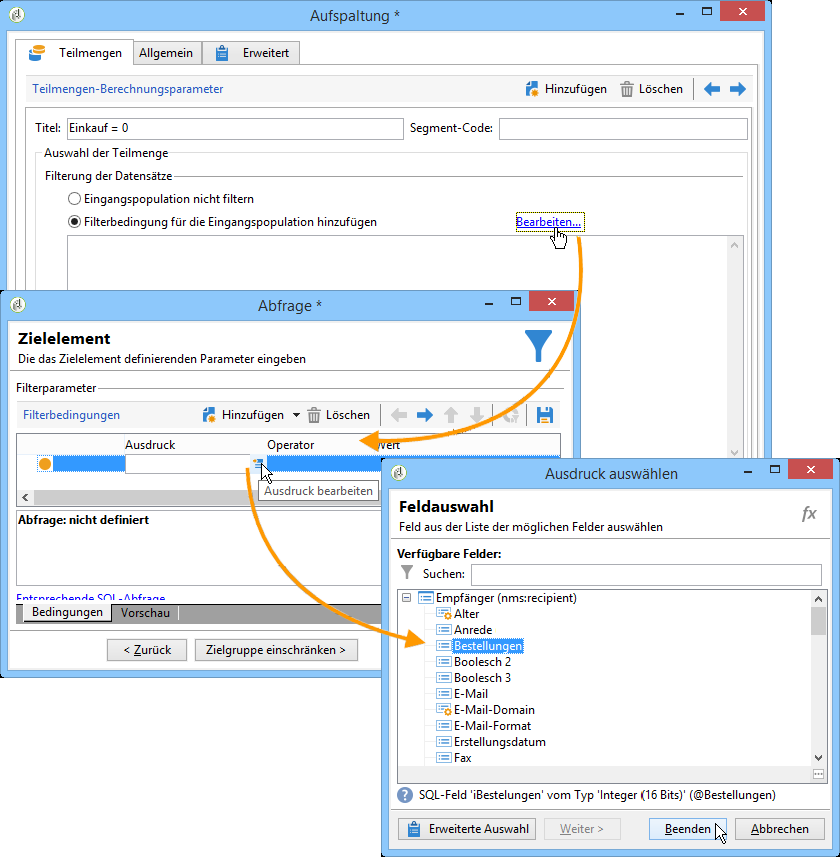 Aufspaltung *
Teilmengen Allgemein Erweitert
Teilmengen-Berechnungsparameter Hinzufügen Löschen
Titel: Einkauf = 0 Segment-Code:
Auswahl der Teilmenge
Filterung der Datensätze
Eingangspopulation nicht filtern
Filterbedingung für die Eingangspopulation hinzufügen Bearbeiten...
Abfrage *
Zielelement
Die das Zielelement definierenden Parameter eingeben
Filterparameter
Filterbedingungen Hinzufügen Löschen
Ausdruck Operator Wert
Ausdruck bearbeiten
Abfrage: nicht definiert
Entsprechende SQL-Abfrage
Bedingungen Vorschau
< Zurück Zielgruppe einschränken >
Ausdruck auswählen
Feldauswahl
Feld aus der Liste der möglichen Felder auswählen
fx
Verfügbare Felder:
Suchen:
Empfänger (nms:recipient)
Alter
Anrede
Bestellungen
Boolesch 2
Boolesch 3
E-Mail
E-Mail-Domain
E-Mail-Format
Erstellungsdatum
Fax
SQL-Feld 'iBestelungen' vom Typ 'Integer (16 Bits)' (@Bestellungen)
Erweiterte Auswahl Weiter > Beenden Abbrechen